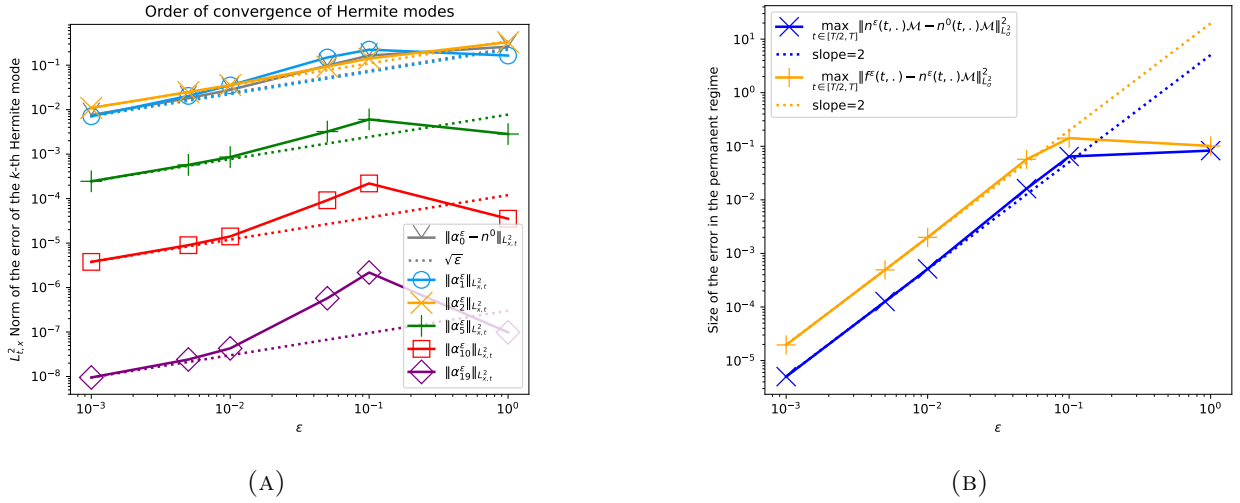 Order of convergence of Hermite modes
10⁻¹
10⁻²
10⁻³
10⁻⁴
10⁻⁵
10⁻⁶
10⁻⁷
10⁻⁸
L²_{t,x} Norm of the error of the k-th Hermite mode
‖α₀^ε − n⁰‖_{L²_{x,t}}
√ε
‖α₁^ε‖_{L²_{x,t}}
‖α₂^ε‖_{L²_{x,t}}
‖α₅^ε‖_{L²_{x,t}}
‖α₁₀^ε‖_{L²_{x,t}}
‖α₁₉^ε‖_{L²_{x,t}}
10⁻³ 10⁻² 10⁻¹ 10⁰
ε
(A)
Size of the error in the permanent regime
10¹
10⁰
10⁻¹
10⁻²
10⁻³
10⁻⁴
10⁻⁵
max_{t∈[T/2,T]} ‖n^ε(t,.)ℳ − n⁰(t,.)ℳ‖²_{L²_σ}
slope=2
max_{t∈[T/2,T]} ‖f^ε(t,.) − n^ε(t,.)ℳ‖²_{L²_σ}
slope=2
10⁻³ 10⁻² 10⁻¹ 10⁰
ε
(B)